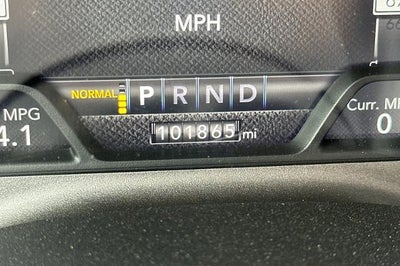 MPH
NORMAL P R N D
MPG Curr. M
4.1 0
101865 mi